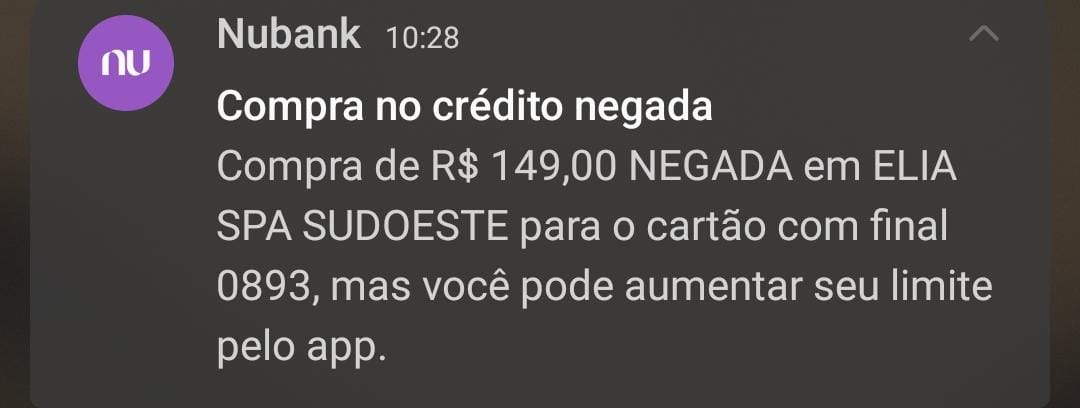 nu
Nubank 10:28
Compra no crédito negada
Compra de R$ 149,00 NEGADA em ELIA
SPA SUDOESTE para o cartão com final
0893, mas você pode aumentar seu limite
pelo app.